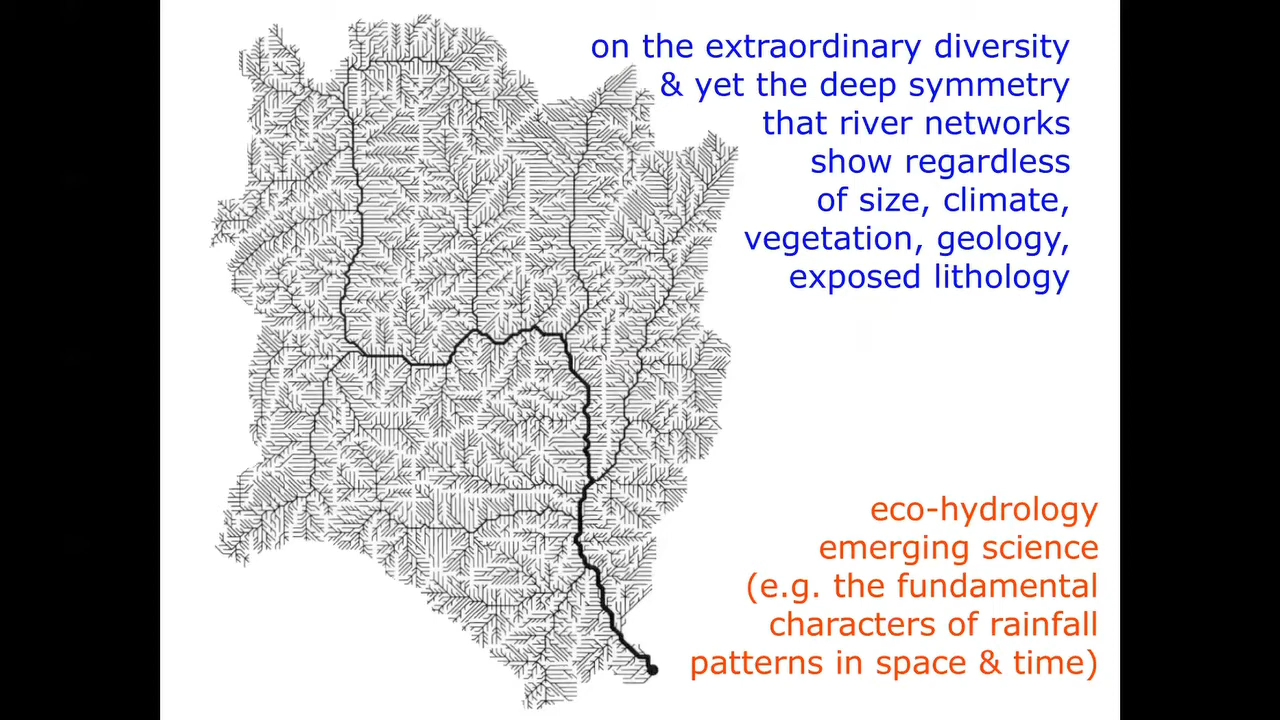 on the extraordinary diversity
& yet the deep symmetry
that river networks
show regardless
of size, climate,
vegetation, geology,
exposed lithology
eco-hydrology
emerging science
(e.g. the fundamental
characters of rainfall
patterns in space & time)